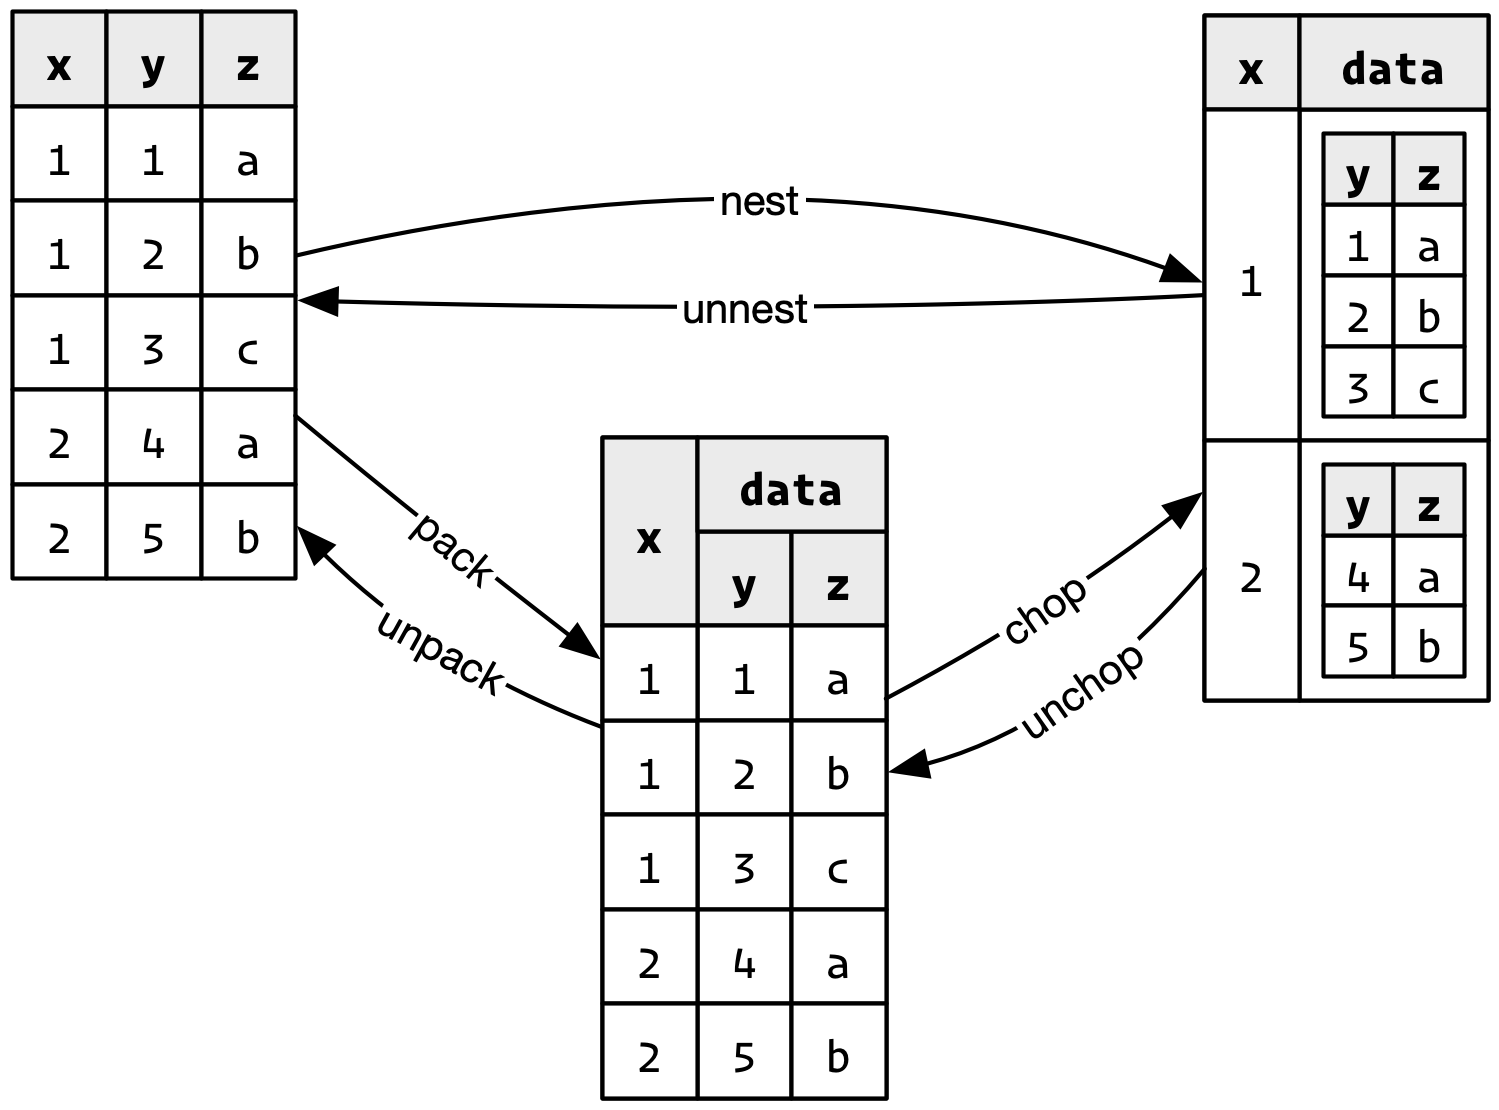 x y z
1 1 a
1 2 b
1 3 c
2 4 a
2 5 b
nest
unnest
pack
unpack
x data
y z
1 1 a
1 2 b
1 3 c
2 4 a
2 5 b
chop
unchop
x data
1
y z
1 a
2 b
3 c
2
y z
4 a
5 b